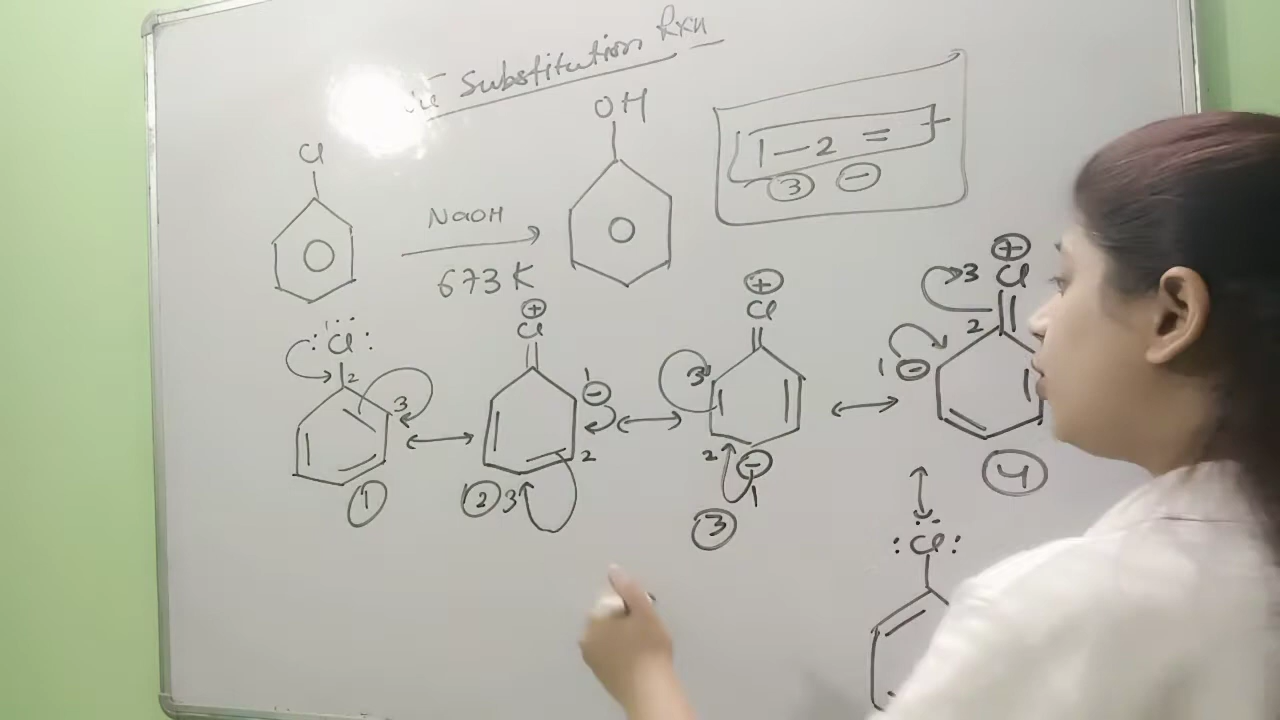 Substitution Rxn
Cl
NaOH
673 K
OH
1 — 2 =
3 —
:Cl:
2
3
1
+
Cl
1
−
2
3
2
+
Cl
3
2
−
1
3
+
3 Cl
2
1 −
4
:Cl: